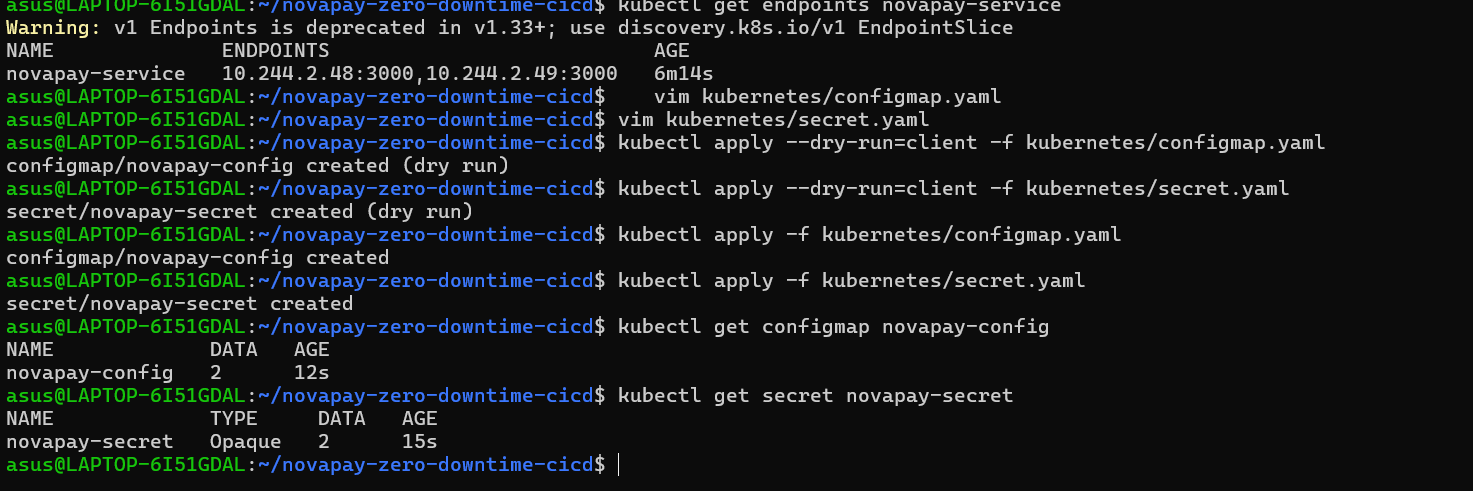 asus@LAPTOP-6I51GDAL:~/novapay-zero-downtime-cicd$ kubectl get endpoints novapay-service
Warning: v1 Endpoints is deprecated in v1.33+; use discovery.k8s.io/v1 EndpointSlice
NAME              ENDPOINTS                           AGE
novapay-service   10.244.2.48:3000,10.244.2.49:3000   6m14s
asus@LAPTOP-6I51GDAL:~/novapay-zero-downtime-cicd$    vim kubernetes/configmap.yaml
asus@LAPTOP-6I51GDAL:~/novapay-zero-downtime-cicd$ vim kubernetes/secret.yaml
asus@LAPTOP-6I51GDAL:~/novapay-zero-downtime-cicd$ kubectl apply --dry-run=client -f kubernetes/configmap.yaml
configmap/novapay-config created (dry run)
asus@LAPTOP-6I51GDAL:~/novapay-zero-downtime-cicd$ kubectl apply --dry-run=client -f kubernetes/secret.yaml
secret/novapay-secret created (dry run)
asus@LAPTOP-6I51GDAL:~/novapay-zero-downtime-cicd$ kubectl apply -f kubernetes/configmap.yaml
configmap/novapay-config created
asus@LAPTOP-6I51GDAL:~/novapay-zero-downtime-cicd$ kubectl apply -f kubernetes/secret.yaml
secret/novapay-secret created
asus@LAPTOP-6I51GDAL:~/novapay-zero-downtime-cicd$ kubectl get configmap novapay-config
NAME             DATA   AGE
novapay-config   2      12s
asus@LAPTOP-6I51GDAL:~/novapay-zero-downtime-cicd$ kubectl get secret novapay-secret
NAME             TYPE     DATA   AGE
novapay-secret   Opaque   2      15s
asus@LAPTOP-6I51GDAL:~/novapay-zero-downtime-cicd$